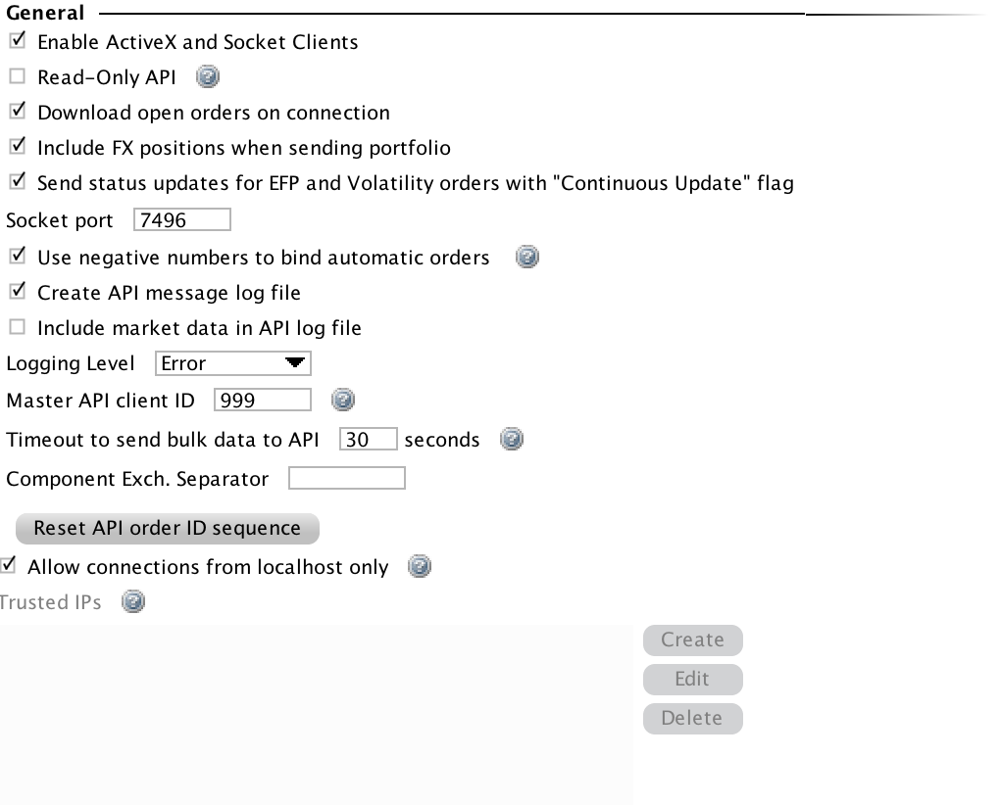 General
Enable ActiveX and Socket Clients
Read-Only API
Download open orders on connection
Include FX positions when sending portfolio
Send status updates for EFP and Volatility orders with "Continuous Update" flag
Socket port 7496
Use negative numbers to bind automatic orders
Create API message log file
Include market data in API log file
Logging Level Error
Master API client ID 999
Timeout to send bulk data to API 30 seconds
Component Exch. Separator
Reset API order ID sequence
Allow connections from localhost only
Trusted IPs
Create
Edit
Delete